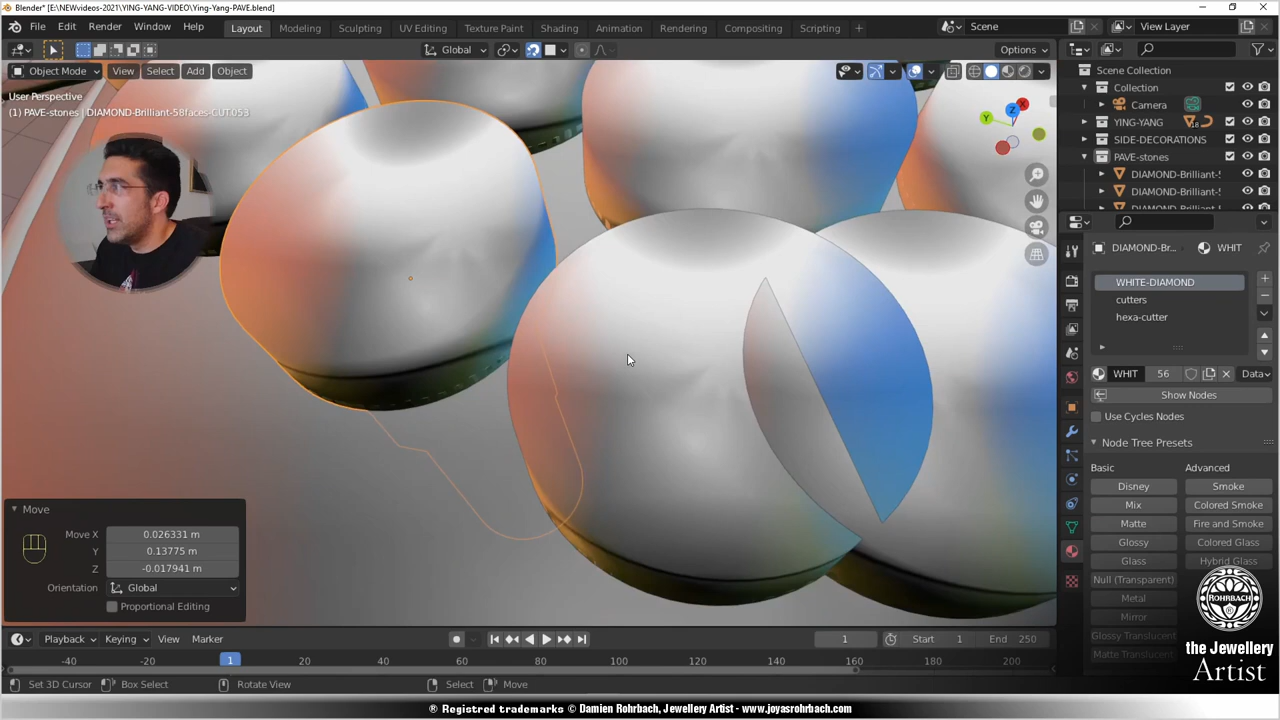 Blender* [E:\NEWvideos-2021\YING-YANG-VIDEO\Ying-Yang-PAVE.blend]
File Edit Render Window Help Layout Modeling Sculpting UV Editing Texture Paint Shading Animation Rendering Compositing Scripting + Scene View Layer
Global Options
Object Mode View Select Add Object
User Perspective
(1) PAVE-stones | DIAMOND-Brilliant-58faces-CUT.053
Z X Y
Scene Collection
Collection
Camera
YING-YANG 18
SIDE-DECORATIONS
PAVE-stones
DIAMOND-Brilliant-
DIAMOND-Brilliant-
DIAMOND-Br... WHIT
WHITE-DIAMOND
cutters
hexa-cutter
WHIT 56 Data
Show Nodes
Use Cycles Nodes
Node Tree Presets
Basic Advanced
Disney Smoke
Mix Colored Smoke
Matte Fire and Smoke
Glossy Colored Glass
Glass Hybrid Glass
Null (Transparent)
Metal
Mirror
Glossy Translucent
Matte Translucent
ROHRBACH
the Jewellery
Artist
Move
Move X 0.026331 m
Y 0.13775 m
Z -0.017941 m
Orientation Global
Proportional Editing
Playback Keying View Marker 1 Start 1 End 250
-40 -20 1 20 40 60 80 100 120 140 160 180 200
Set 3D Cursor Box Select Rotate View Select Move
® Registered trademarks © Damien Rohrbach, Jewellery Artist - www.joyasrohrbach.com